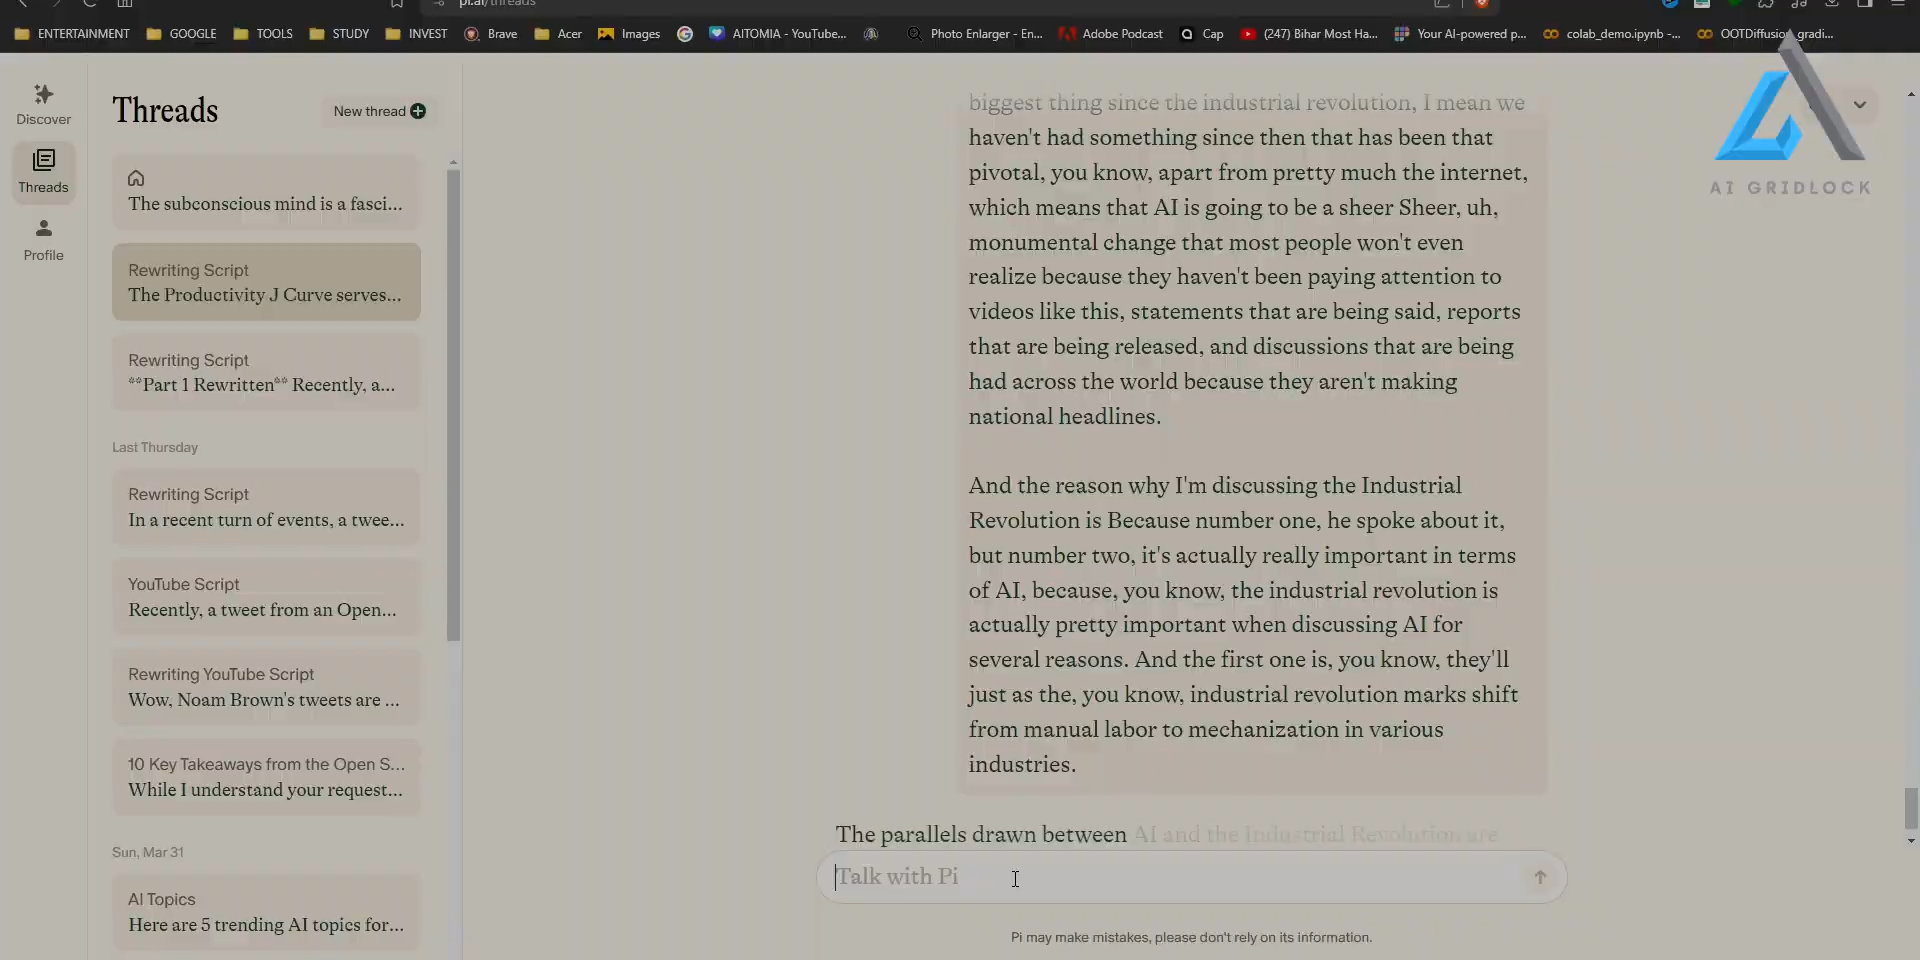 pi.ai/threads
ENTERTAINMENT GOOGLE TOOLS STUDY INVEST Brave Acer Images AITOMIA - YouTube... Photo Enlarger - En... Adobe Podcast Cap (247) Bihar Most Ha... Your AI-powered p... colab_demo.ipynb -... OOTDiffusion_gradi...
Discover
Threads
Profile
Threads
New thread
The subconscious mind is a fasci...
Rewriting Script
The Productivity J Curve serves...
Rewriting Script
**Part 1 Rewritten** Recently, a...
Last Thursday
Rewriting Script
In a recent turn of events, a twee...
YouTube Script
Recently, a tweet from an Open...
Rewriting YouTube Script
Wow, Noam Brown's tweets are ...
10 Key Takeaways from the Open S...
While I understand your request...
Sun, Mar 31
AI Topics
Here are 5 trending AI topics for...
biggest thing since the industrial revolution, I mean we
haven't had something since then that has been that
pivotal, you know, apart from pretty much the internet,
which means that AI is going to be a sheer Sheer, uh,
monumental change that most people won't even
realize because they haven't been paying attention to
videos like this, statements that are being said, reports
that are being released, and discussions that are being
had across the world because they aren't making
national headlines.
And the reason why I'm discussing the Industrial
Revolution is Because number one, he spoke about it,
but number two, it's actually really important in terms
of AI, because, you know, the industrial revolution is
actually pretty important when discussing AI for
several reasons. And the first one is, you know, they'll
just as the, you know, industrial revolution marks shift
from manual labor to mechanization in various
industries.
The parallels drawn between AI and the Industrial Revolution are
Talk with Pi
Pi may make mistakes, please don't rely on its information.
AI GRIDLOCK